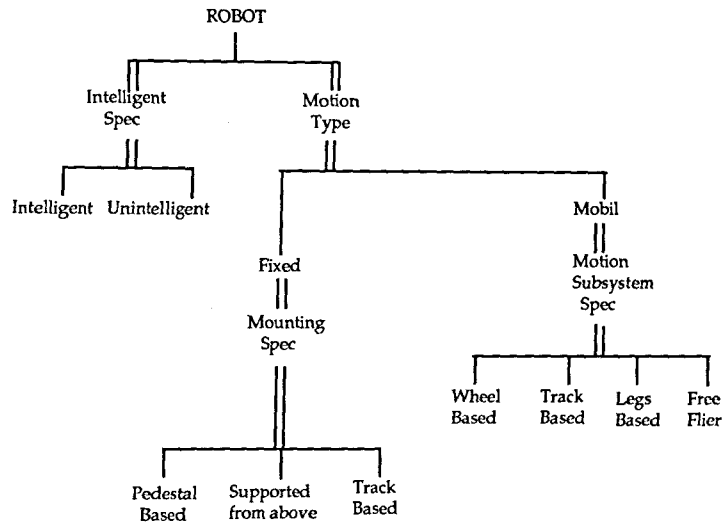 ROBOT
Intelligent
Spec
Motion
Type
Intelligent
Unintelligent
Mobil
Fixed
Motion
Subsystem
Spec
Mounting
Spec
Wheel
Based
Track
Based
Legs
Based
Free
Flier
Pedestal
Based
Supported
from above
Track
Based